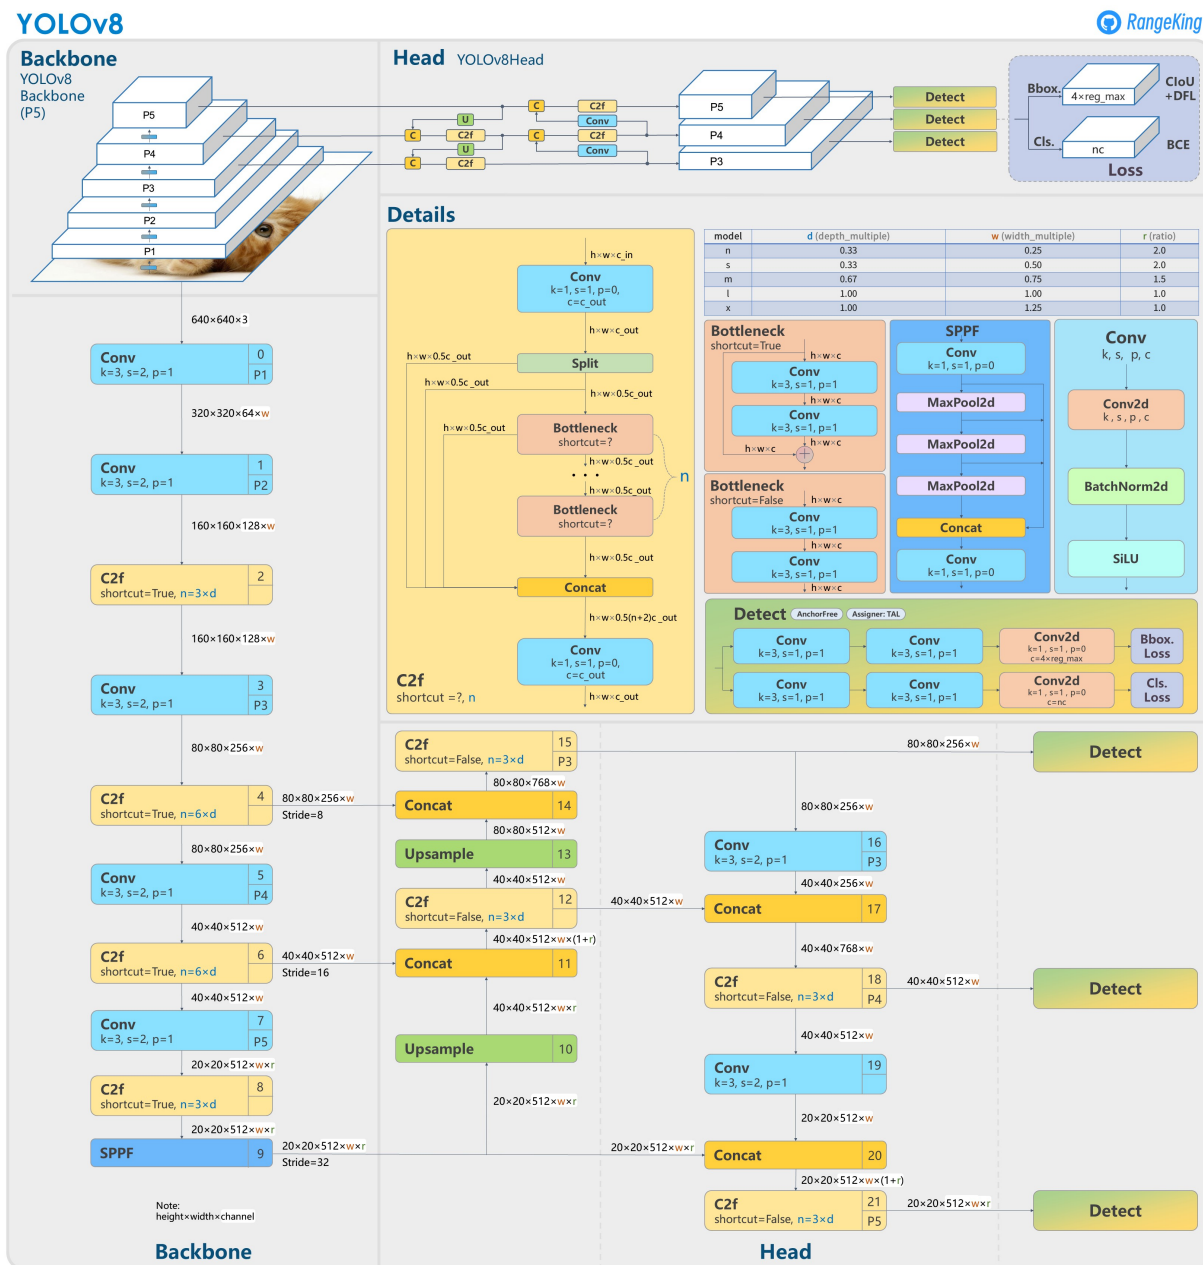 YOLOv8
RangeKing
Backbone
YOLOv8
Backbone
(P5)
P5
P4
P3
P2
P1
Head YOLOv8Head
C
C2f
U
Conv
C
C2f
C
C2f
U
Conv
C
C2f
P5
P4
P3
Detect
Detect
Detect
Bbox.
4×reg_max
CIoU
+DFL
Cls.
nc
BCE
Loss
640×640×3
Conv
k=3, s=2, p=1
0
P1
320×320×64×w
Conv
k=3, s=2, p=1
1
P2
160×160×128×w
C2f
shortcut=True, n=3×d
2
160×160×128×w
Conv
k=3, s=2, p=1
3
P3
80×80×256×w
C2f
shortcut=True, n=6×d
4
80×80×256×w
Stride=8
80×80×256×w
Conv
k=3, s=2, p=1
5
P4
40×40×512×w
C2f
shortcut=True, n=6×d
6
40×40×512×w
Stride=16
40×40×512×w
Conv
k=3, s=2, p=1
7
P5
20×20×512×w×r
C2f
shortcut=True, n=3×d
8
20×20×512×w×r
SPPF
9
20×20×512×w×r
Stride=32
Note:
height×width×channel
Backbone
Details
h×w×c_in
Conv
k=1, s=1, p=0,
c=c_out
h×w×c_out
Split
h×w×0.5c_out
h×w×0.5c_out
h×w×0.5c_out
h×w×0.5c_out
Bottleneck
shortcut=?
h×w×0.5c_out
• • •
h×w×0.5c_out
n
Bottleneck
shortcut=?
h×w×0.5c_out
Concat
h×w×0.5(n+2)c_out
Conv
k=1, s=1, p=0,
c=c_out
h×w×c_out
C2f
shortcut =?, n
model d (depth_multiple) w (width_multiple) r (ratio)
n 0.33 0.25 2.0
s 0.33 0.50 2.0
m 0.67 0.75 1.5
l 1.00 1.00 1.0
x 1.00 1.25 1.0
Bottleneck
shortcut=True
h×w×c
Conv
k=3, s=1, p=1
h×w×c
Conv
k=3, s=1, p=1
h×w×c
h×w×c
+
Bottleneck
shortcut=False
h×w×c
Conv
k=3, s=1, p=1
h×w×c
Conv
k=3, s=1, p=1
h×w×c
SPPF
Conv
k=1, s=1, p=0
MaxPool2d
MaxPool2d
MaxPool2d
Concat
Conv
k=1, s=1, p=0
Conv
k, s, p, c
Conv2d
k , s , p , c
BatchNorm2d
SiLU
Detect AnchorFree Assigner: TAL
Conv
k=3, s=1, p=1
Conv
k=3, s=1, p=1
Conv2d
k=1 , s=1 , p=0
c=4×reg_max
Bbox.
Loss
Conv
k=3, s=1, p=1
Conv
k=3, s=1, p=1
Conv2d
k=1 , s=1 , p=0
c=nc
Cls.
Loss
C2f
shortcut=False, n=3×d
15
P3
80×80×256×w
Detect
80×80×768×w
Concat
14
80×80×512×w
Upsample
13
40×40×512×w
C2f
shortcut=False, n=3×d
12
40×40×512×w
40×40×512×w×(1+r)
Concat
11
40×40×512×w×r
Upsample
10
20×20×512×w×r
80×80×256×w
Conv
k=3, s=2, p=1
16
P3
40×40×256×w
Concat
17
40×40×768×w
C2f
shortcut=False, n=3×d
18
P4
40×40×512×w
Detect
40×40×512×w
Conv
k=3, s=2, p=1
19
20×20×512×w
20×20×512×w×r
Concat
20
20×20×512×w×(1+r)
C2f
shortcut=False, n=3×d
21
P5
20×20×512×w×r
Detect
Head